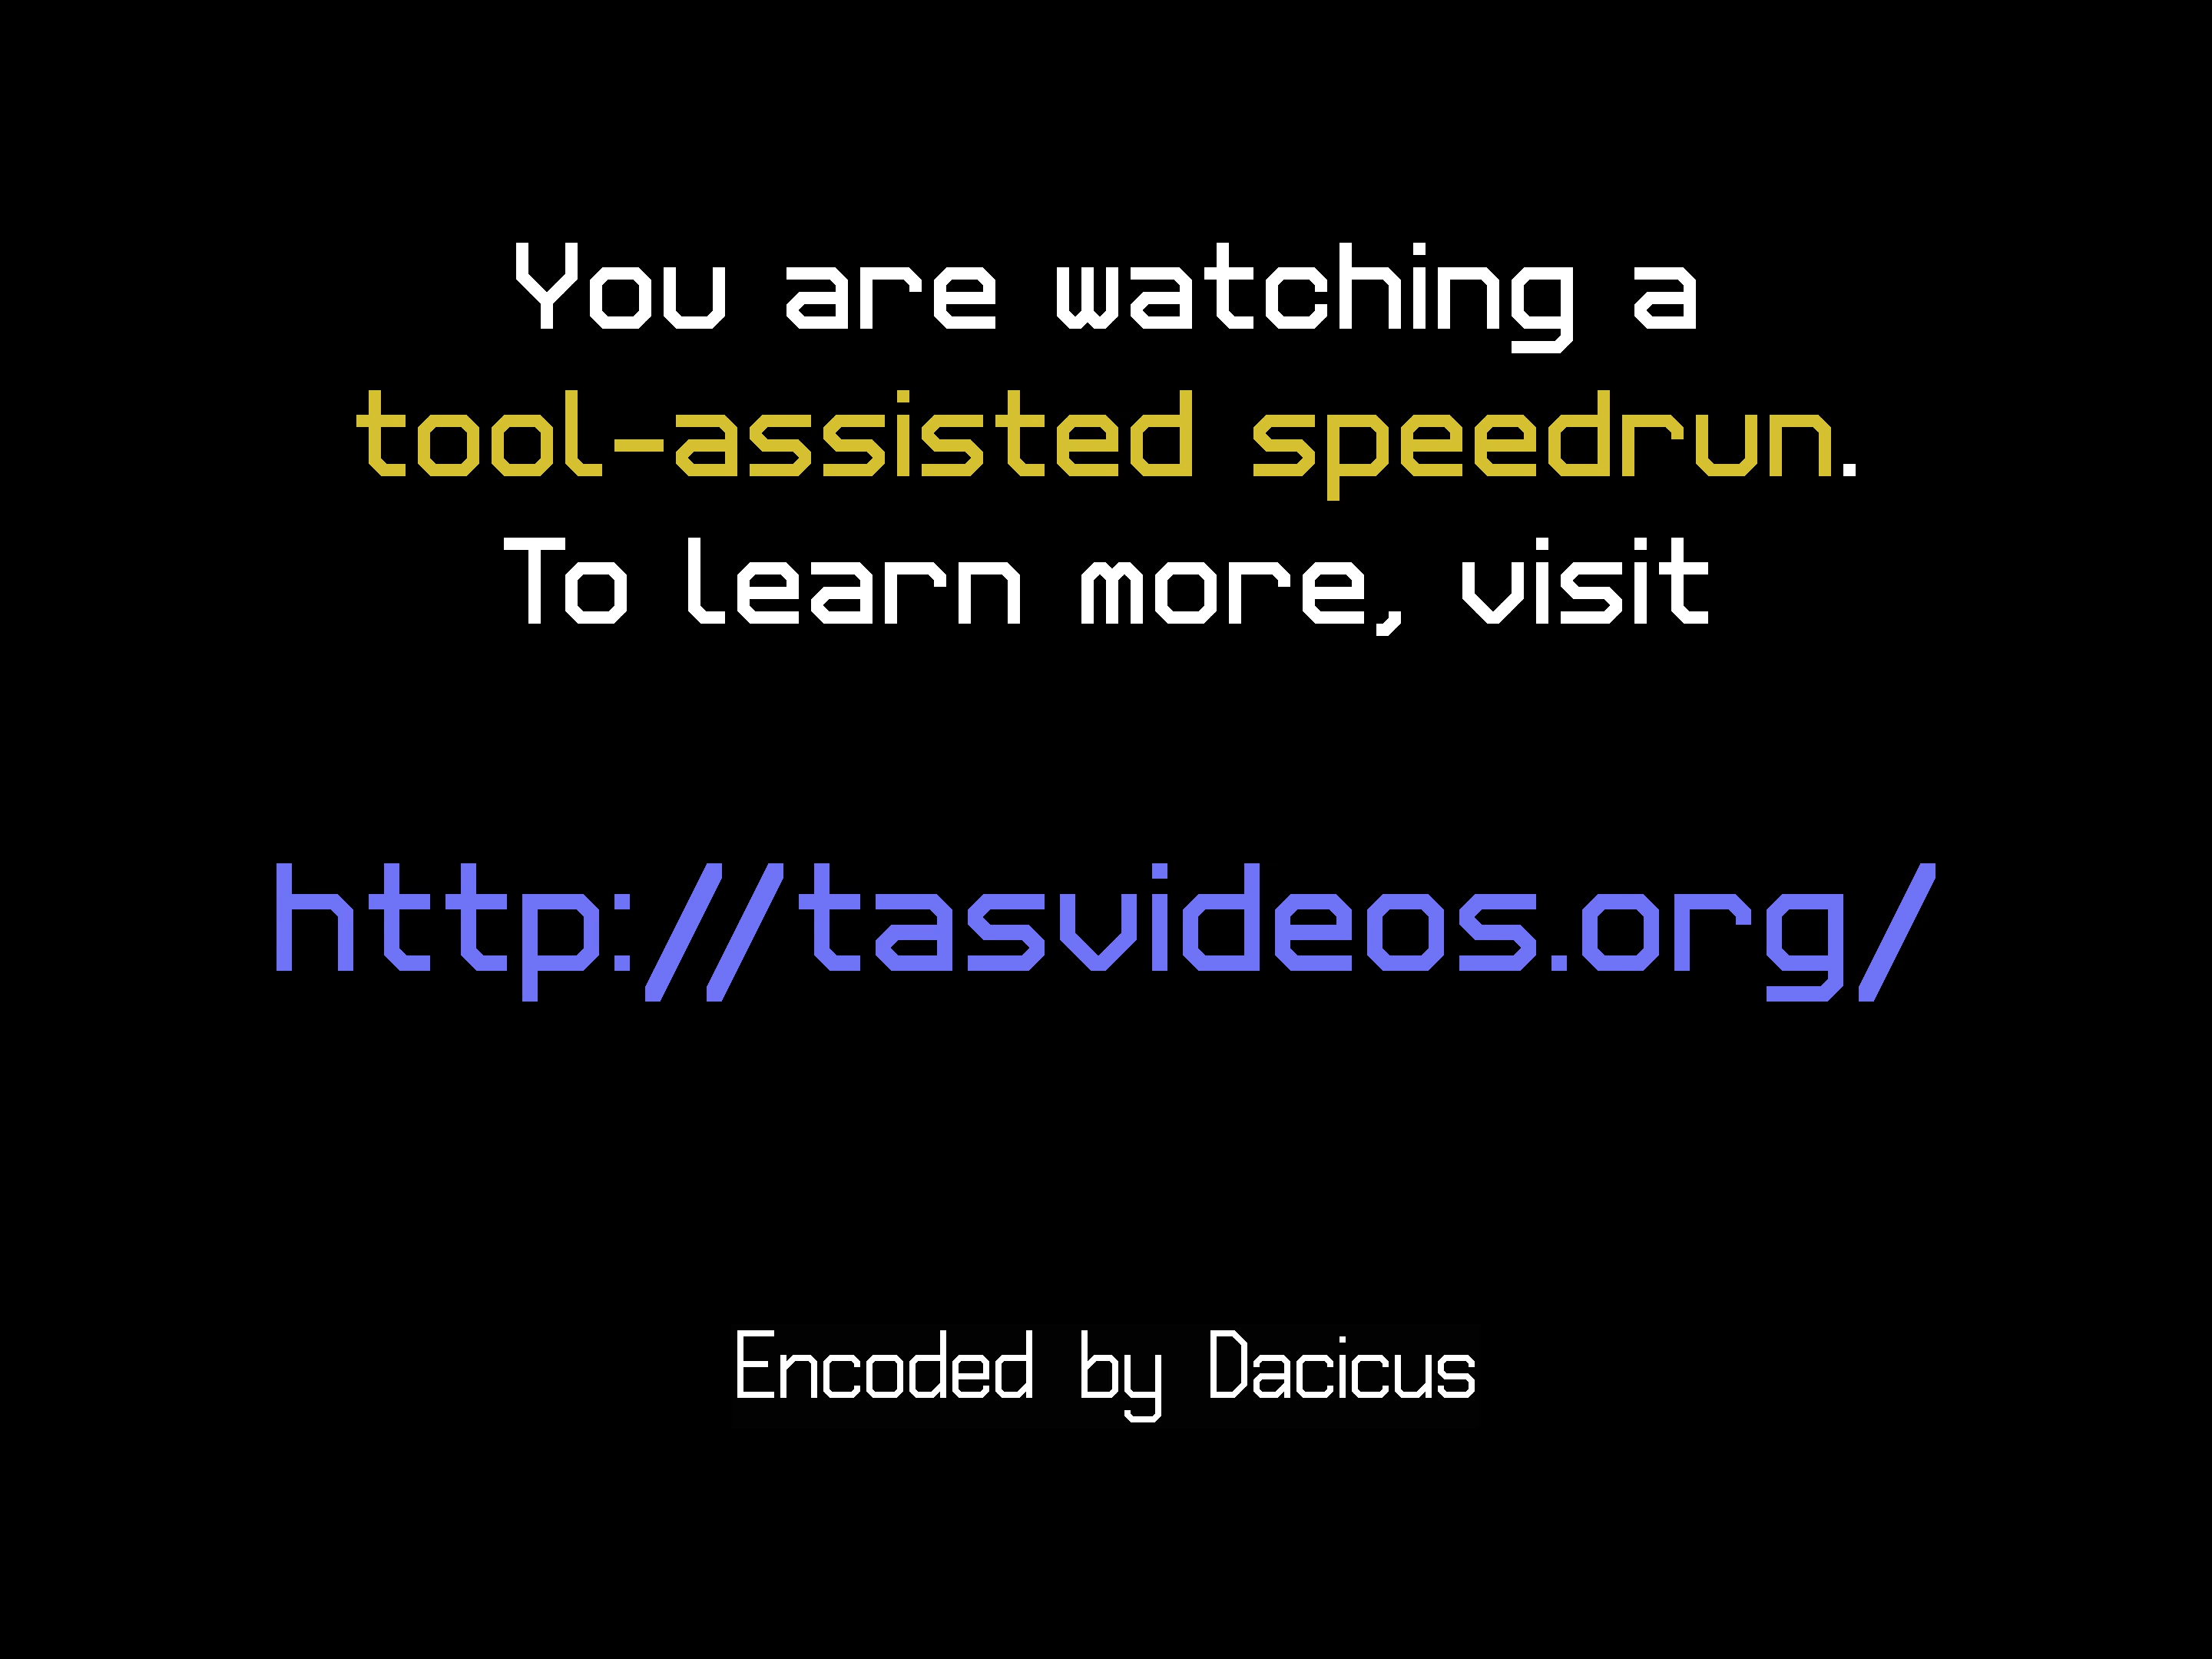 You are watching a
tool-assisted speedrun.
To learn more, visit
http://tasvideos.org/
Encoded by Dacicus